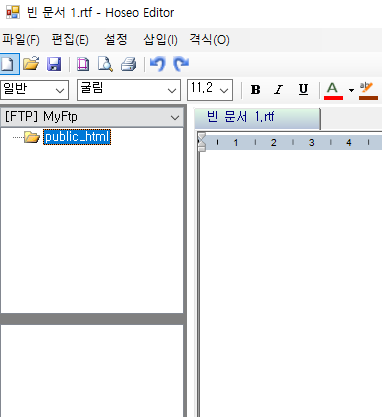 빈 문서 1.rtf - Hoseo Editor
파일(F) 편집(E) 설정 삽입(I) 격식(O)
일반 굴림 11.2 B I U A ab
[FTP] MyFtp 빈 문서 1.rtf
public_html 1 2 3 4